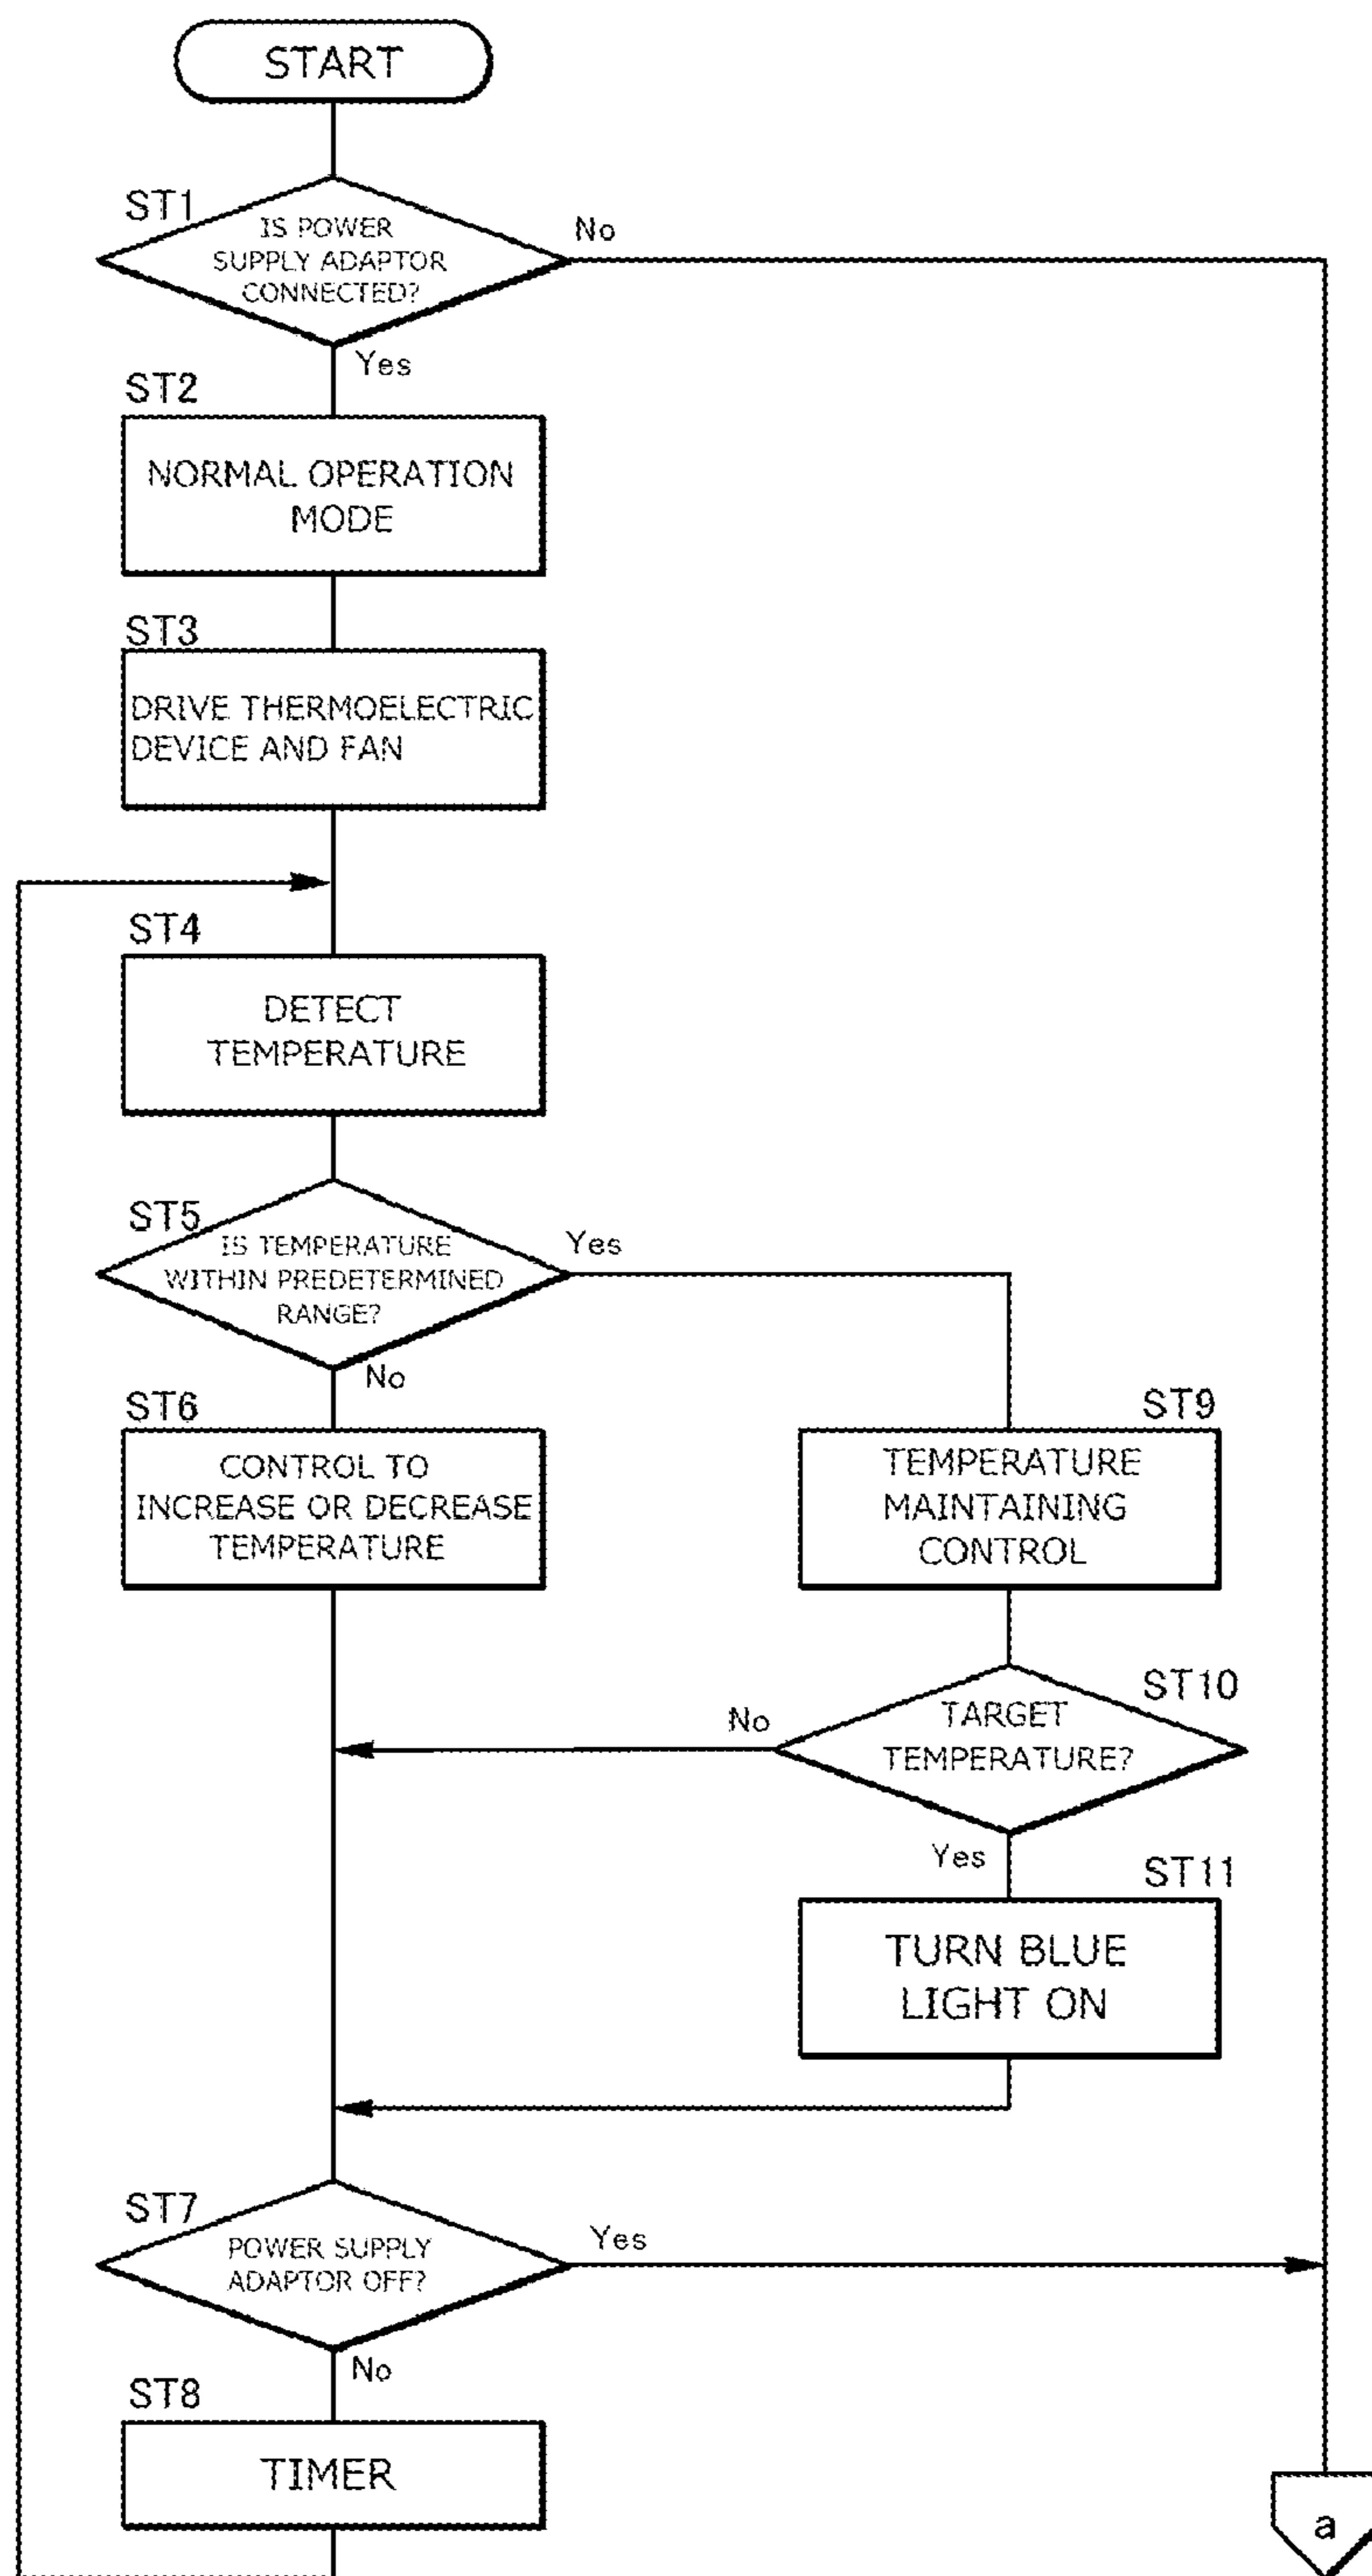 START
ST1
IS POWER
SUPPLY ADAPTOR
CONNECTED?
No
Yes
ST2
NORMAL OPERATION
MODE
ST3
DRIVE THERMOELECTRIC
DEVICE AND FAN
ST4
DETECT
TEMPERATURE
ST5
IS TEMPERATURE
WITHIN PREDETERMINED
RANGE?
Yes
No
ST6
CONTROL TO
INCREASE OR DECREASE
TEMPERATURE
ST9
TEMPERATURE
MAINTAINING
CONTROL
ST10
TARGET
TEMPERATURE?
No
Yes
ST11
TURN BLUE
LIGHT ON
ST7
POWER SUPPLY
ADAPTOR OFF?
Yes
No
ST8
TIMER
a